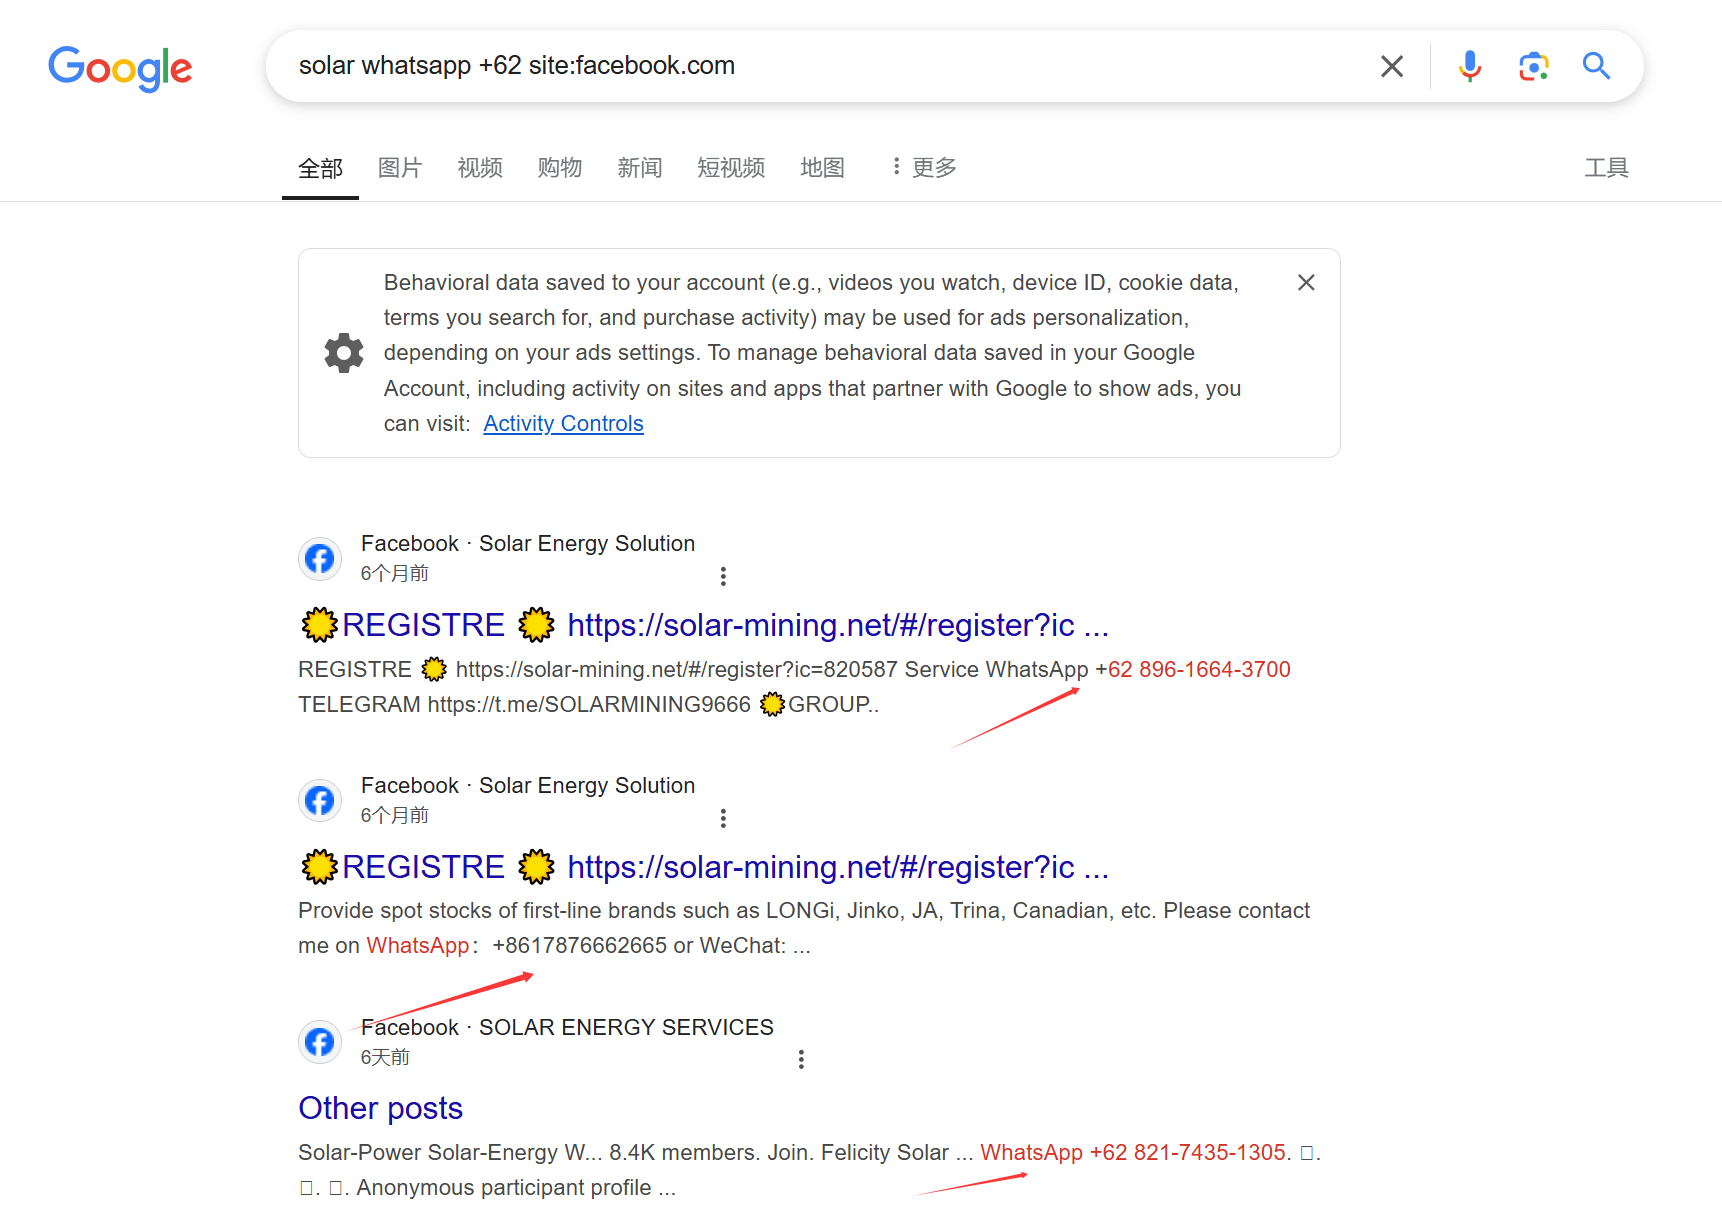 Google
solar whatsapp +62 site:facebook.com
全部 图片 视频 购物 新闻 短视频 地图 更多 工具
Behavioral data saved to your account (e.g., videos you watch, device ID, cookie data,
terms you search for, and purchase activity) may be used for ads personalization,
depending on your ads settings. To manage behavioral data saved in your Google
Account, including activity on sites and apps that partner with Google to show ads, you
can visit: Activity Controls
Facebook · Solar Energy Solution
6个月前
REGISTRE https://solar-mining.net/#/register?ic ...
REGISTRE https://solar-mining.net/#/register?ic=820587 Service WhatsApp +62 896-1664-3700
TELEGRAM https://t.me/SOLARMINING9666 GROUP..
Facebook · Solar Energy Solution
6个月前
REGISTRE https://solar-mining.net/#/register?ic ...
Provide spot stocks of first-line brands such as LONGi, Jinko, JA, Trina, Canadian, etc. Please contact
me on WhatsApp：+8617876662665 or WeChat: ...
Facebook · SOLAR ENERGY SERVICES
6天前
Other posts
Solar-Power Solar-Energy W... 8.4K members. Join. Felicity Solar ... WhatsApp +62 821-7435-1305. .
. . Anonymous participant profile ...